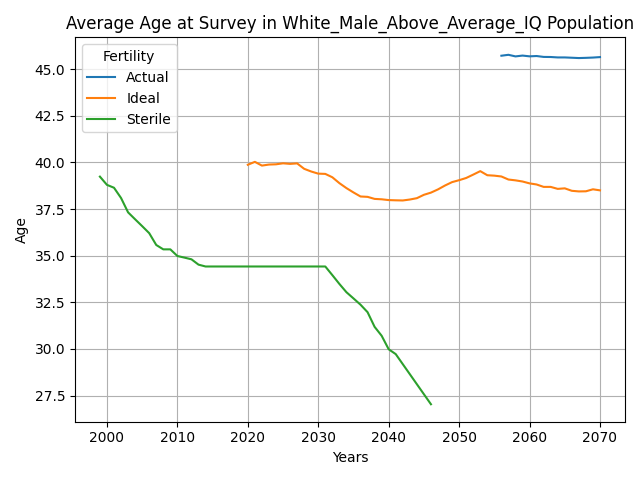 Average Age at Survey in White_Male_Above_Average_IQ Population
Fertility
Actual
Ideal
Sterile
Age
45.0
42.5
40.0
37.5
35.0
32.5
30.0
27.5
2000 2010 2020 2030 2040 2050 2060 2070
Years